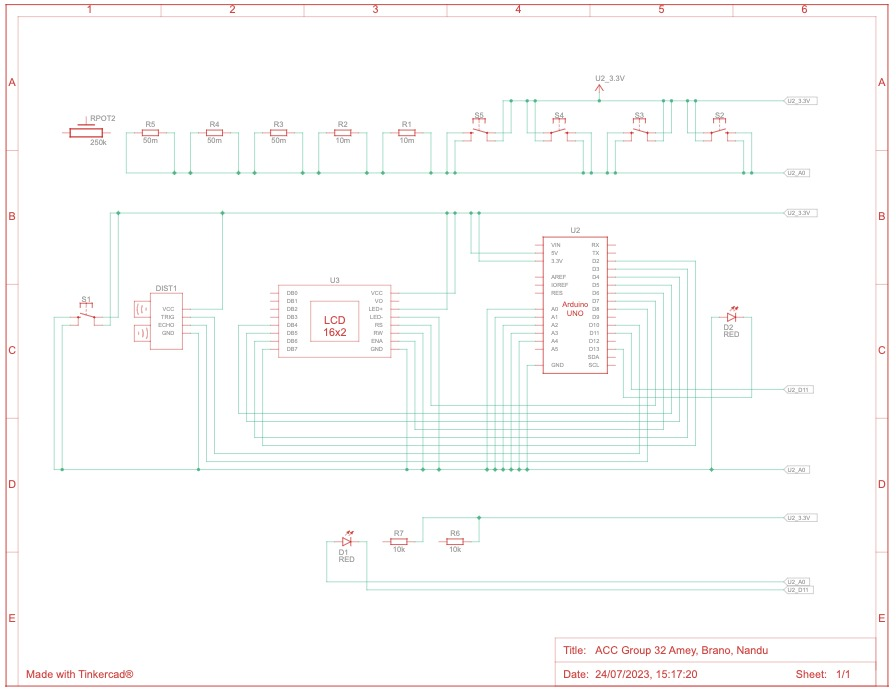 1 2 3 4 5 6
A A
U2_3.3V
U2_3.3V
RPOT2 R5 R4 R3 R2 R1 S5 S4 S3 S2
250k 50m 50m 50m 10m 10m
U2_A0
B B
U2_3.3V
U2
VIN RX
5V TX
3.3V D2
D3
AREF D4
IOREF D5
RES D6
D7
A0 D8
A1 D9
A2 D10
A3 D11
A4 D12
A5 D13
SDA
GND SCL
Arduino
UNO
U3
DB0 VCC
DB1 VO
DB2 LED+
DB3 LED-
DB4 RS
DB5 RW
DB6 ENA
DB7 GND
LCD
16x2
DIST1
VCC
TRIG
ECHO
GND
S1
D2
RED
C C
U2_D11
U2_A0
D D
U2_3.3V
R7 R6
10k 10k
D1
RED
U2_A0
U2_D11
E E
Title: ACC Group 32 Amey, Brano, Nandu
Made with Tinkercad® Date: 24/07/2023, 15:17:20 Sheet: 1/1